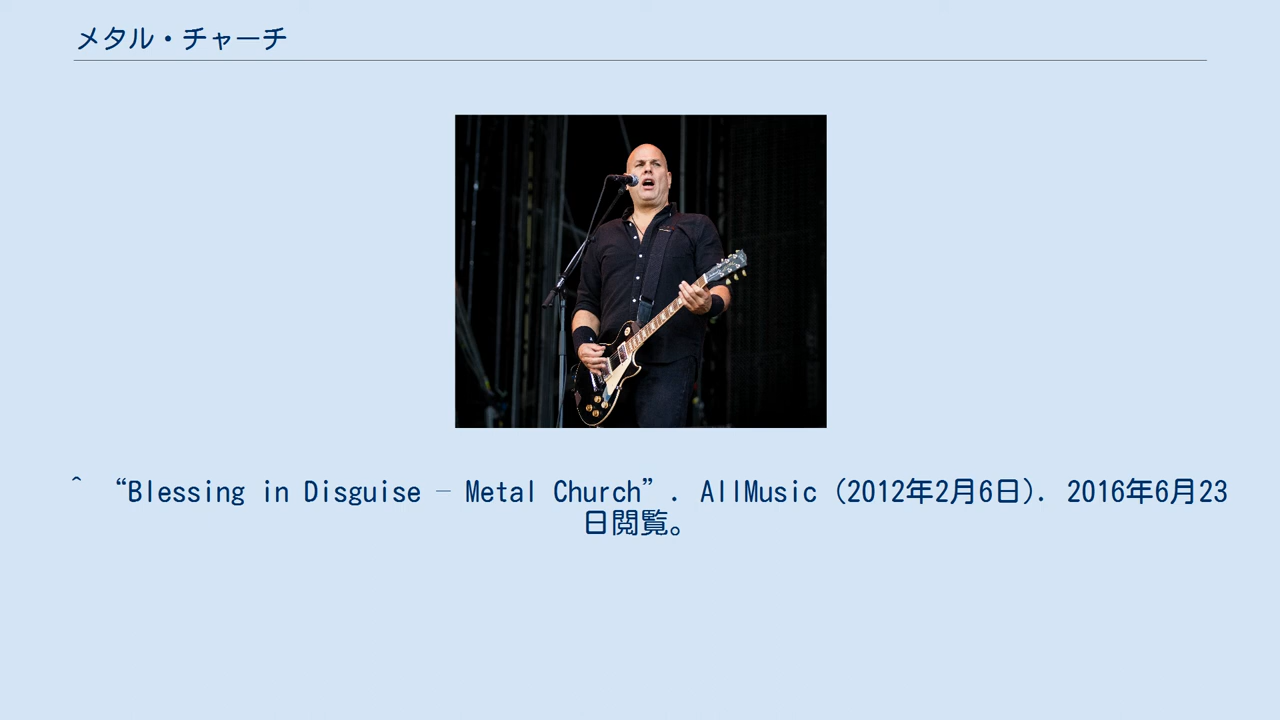 メタル・チャーチ
^ “Blessing in Disguise – Metal Church”. AllMusic (2012年2月6日). 2016年6月23
日閲覧。